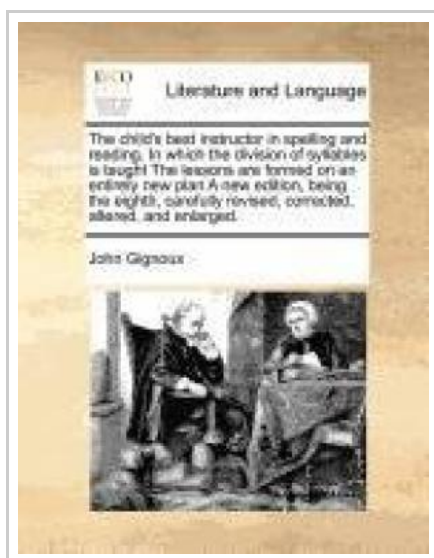 ECCO
Literature and Language
The child's best instructor in spelling and
reading. In which the division of syllables
is taught The lessons are formed on an
entirely new plan A new edition, being
the eighth, carefully revised, corrected,
altered, and enlarged.
John Gignoux